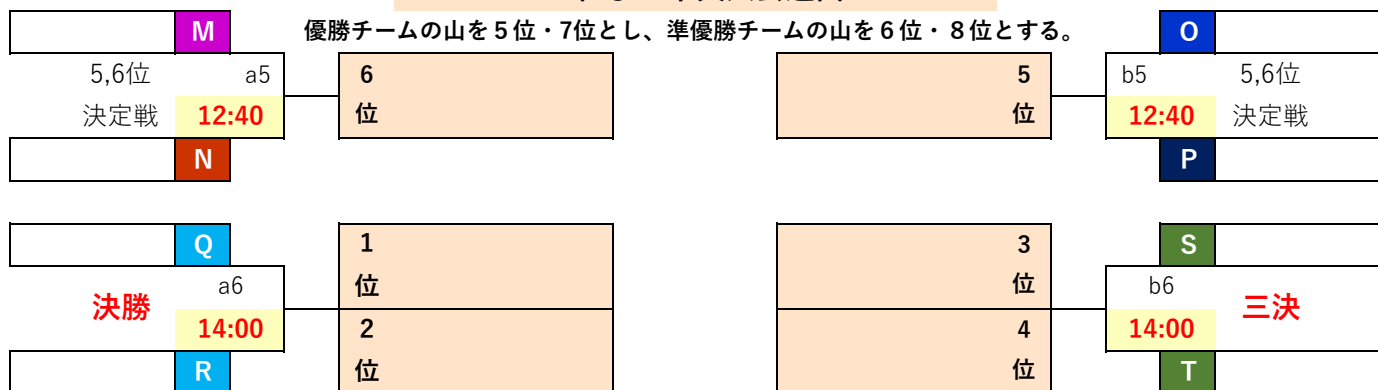 優勝チームの山を５位・7位とし、準優勝チームの山を６位・８位とする。
M
5,6位 a5
決定戦 12:40
N
6
位
5
位
O
b5 5,6位
12:40 決定戦
P
Q
a6
決勝
14:00
R
1
位
2
位
3
位
4
位
S
b6
三決
14:00
T